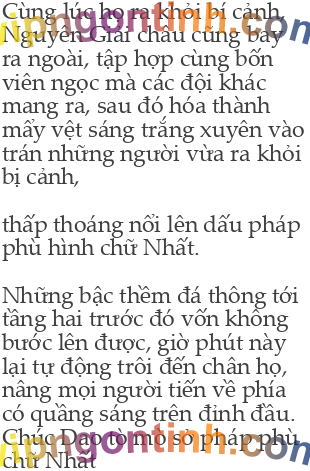 Cùng lúc họ ra khỏi bí cảnh,
Nguyên Giải châu cũng bay
ra ngoài, tập hợp cùng bốn
viên ngọc mà các đội khác
mang ra, sau đó hóa thành
mấy vệt sáng trắng xuyên vào
trán những người vừa ra khỏi
bị cảnh,
thấp thoáng nổi lên dấu pháp
phù hình chữ Nhất.
Những bậc thềm đá thông tới
tầng hai trước đó vốn không
bước lên được, giờ phút này
lại tự động trôi đến chân họ,
nâng mọi người tiến về phía
có quầng sáng trên đỉnh đầu.
Chúc Dao tò mò sờ pháp phù
chữ Nhất
vipngontinh.com
vipngontinh.com